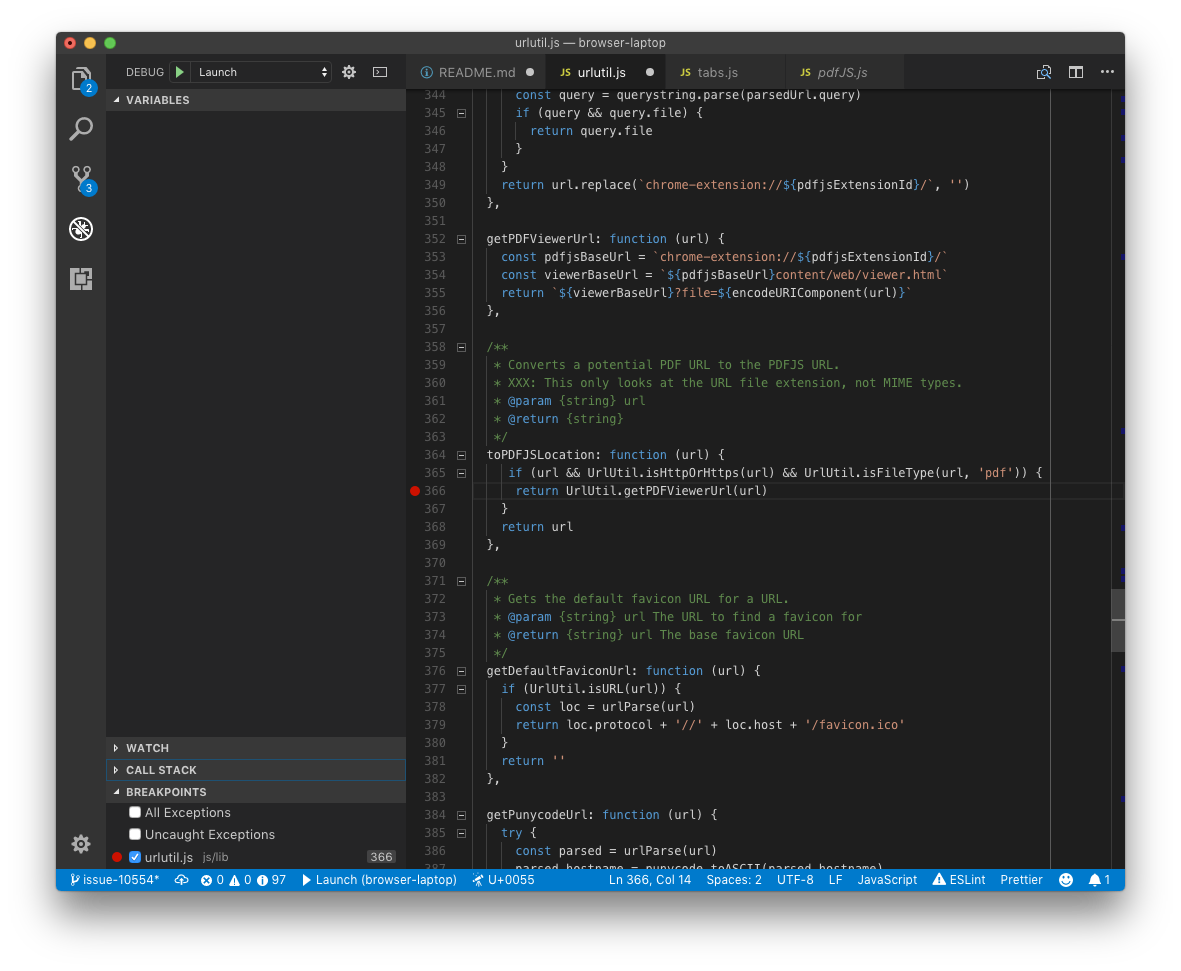 urlutil.js — browser-laptop
2
3
DEBUG Launch
VARIABLES
WATCH
CALL STACK
BREAKPOINTS
All Exceptions
Uncaught Exceptions
urlutil.js js/lib 366
README.md
JS urlutil.js
JS tabs.js
JS pdfJS.js
344 const query = querystring.parse(parsedUrl.query)
345 if (query && query.file) {
346 return query.file
347 }
348 }
349 return url.replace(`chrome-extension://${pdfjsExtensionId}/`, '')
350 },
351
352 getPDFViewerUrl: function (url) {
353 const pdfjsBaseUrl = `chrome-extension://${pdfjsExtensionId}/`
354 const viewerBaseUrl = `${pdfjsBaseUrl}content/web/viewer.html`
355 return `${viewerBaseUrl}?file=${encodeURIComponent(url)}`
356 },
357
358 /**
359 * Converts a potential PDF URL to the PDFJS URL.
360 * XXX: This only looks at the URL file extension, not MIME types.
361 * @param {string} url
362 * @return {string}
363 */
364 toPDFJSLocation: function (url) {
365 if (url && UrlUtil.isHttpOrHttps(url) && UrlUtil.isFileType(url, 'pdf')) {
366 return UrlUtil.getPDFViewerUrl(url)
367 }
368 return url
369 },
370
371 /**
372 * Gets the default favicon URL for a URL.
373 * @param {string} url The URL to find a favicon for
374 * @return {string} url The base favicon URL
375 */
376 getDefaultFaviconUrl: function (url) {
377 if (UrlUtil.isURL(url)) {
378 const loc = urlParse(url)
379 return loc.protocol + '//' + loc.host + '/favicon.ico'
380 }
381 return ''
382 },
383
384 getPunycodeUrl: function (url) {
385 try {
386 const parsed = urlParse(url)
387 parsed.hostname = punycode.toASCII(parsed.hostname)
issue-10554* 0 0 97 Launch (browser-laptop) U+0055 Ln 366, Col 14 Spaces: 2 UTF-8 LF JavaScript ESLint Prettier 1